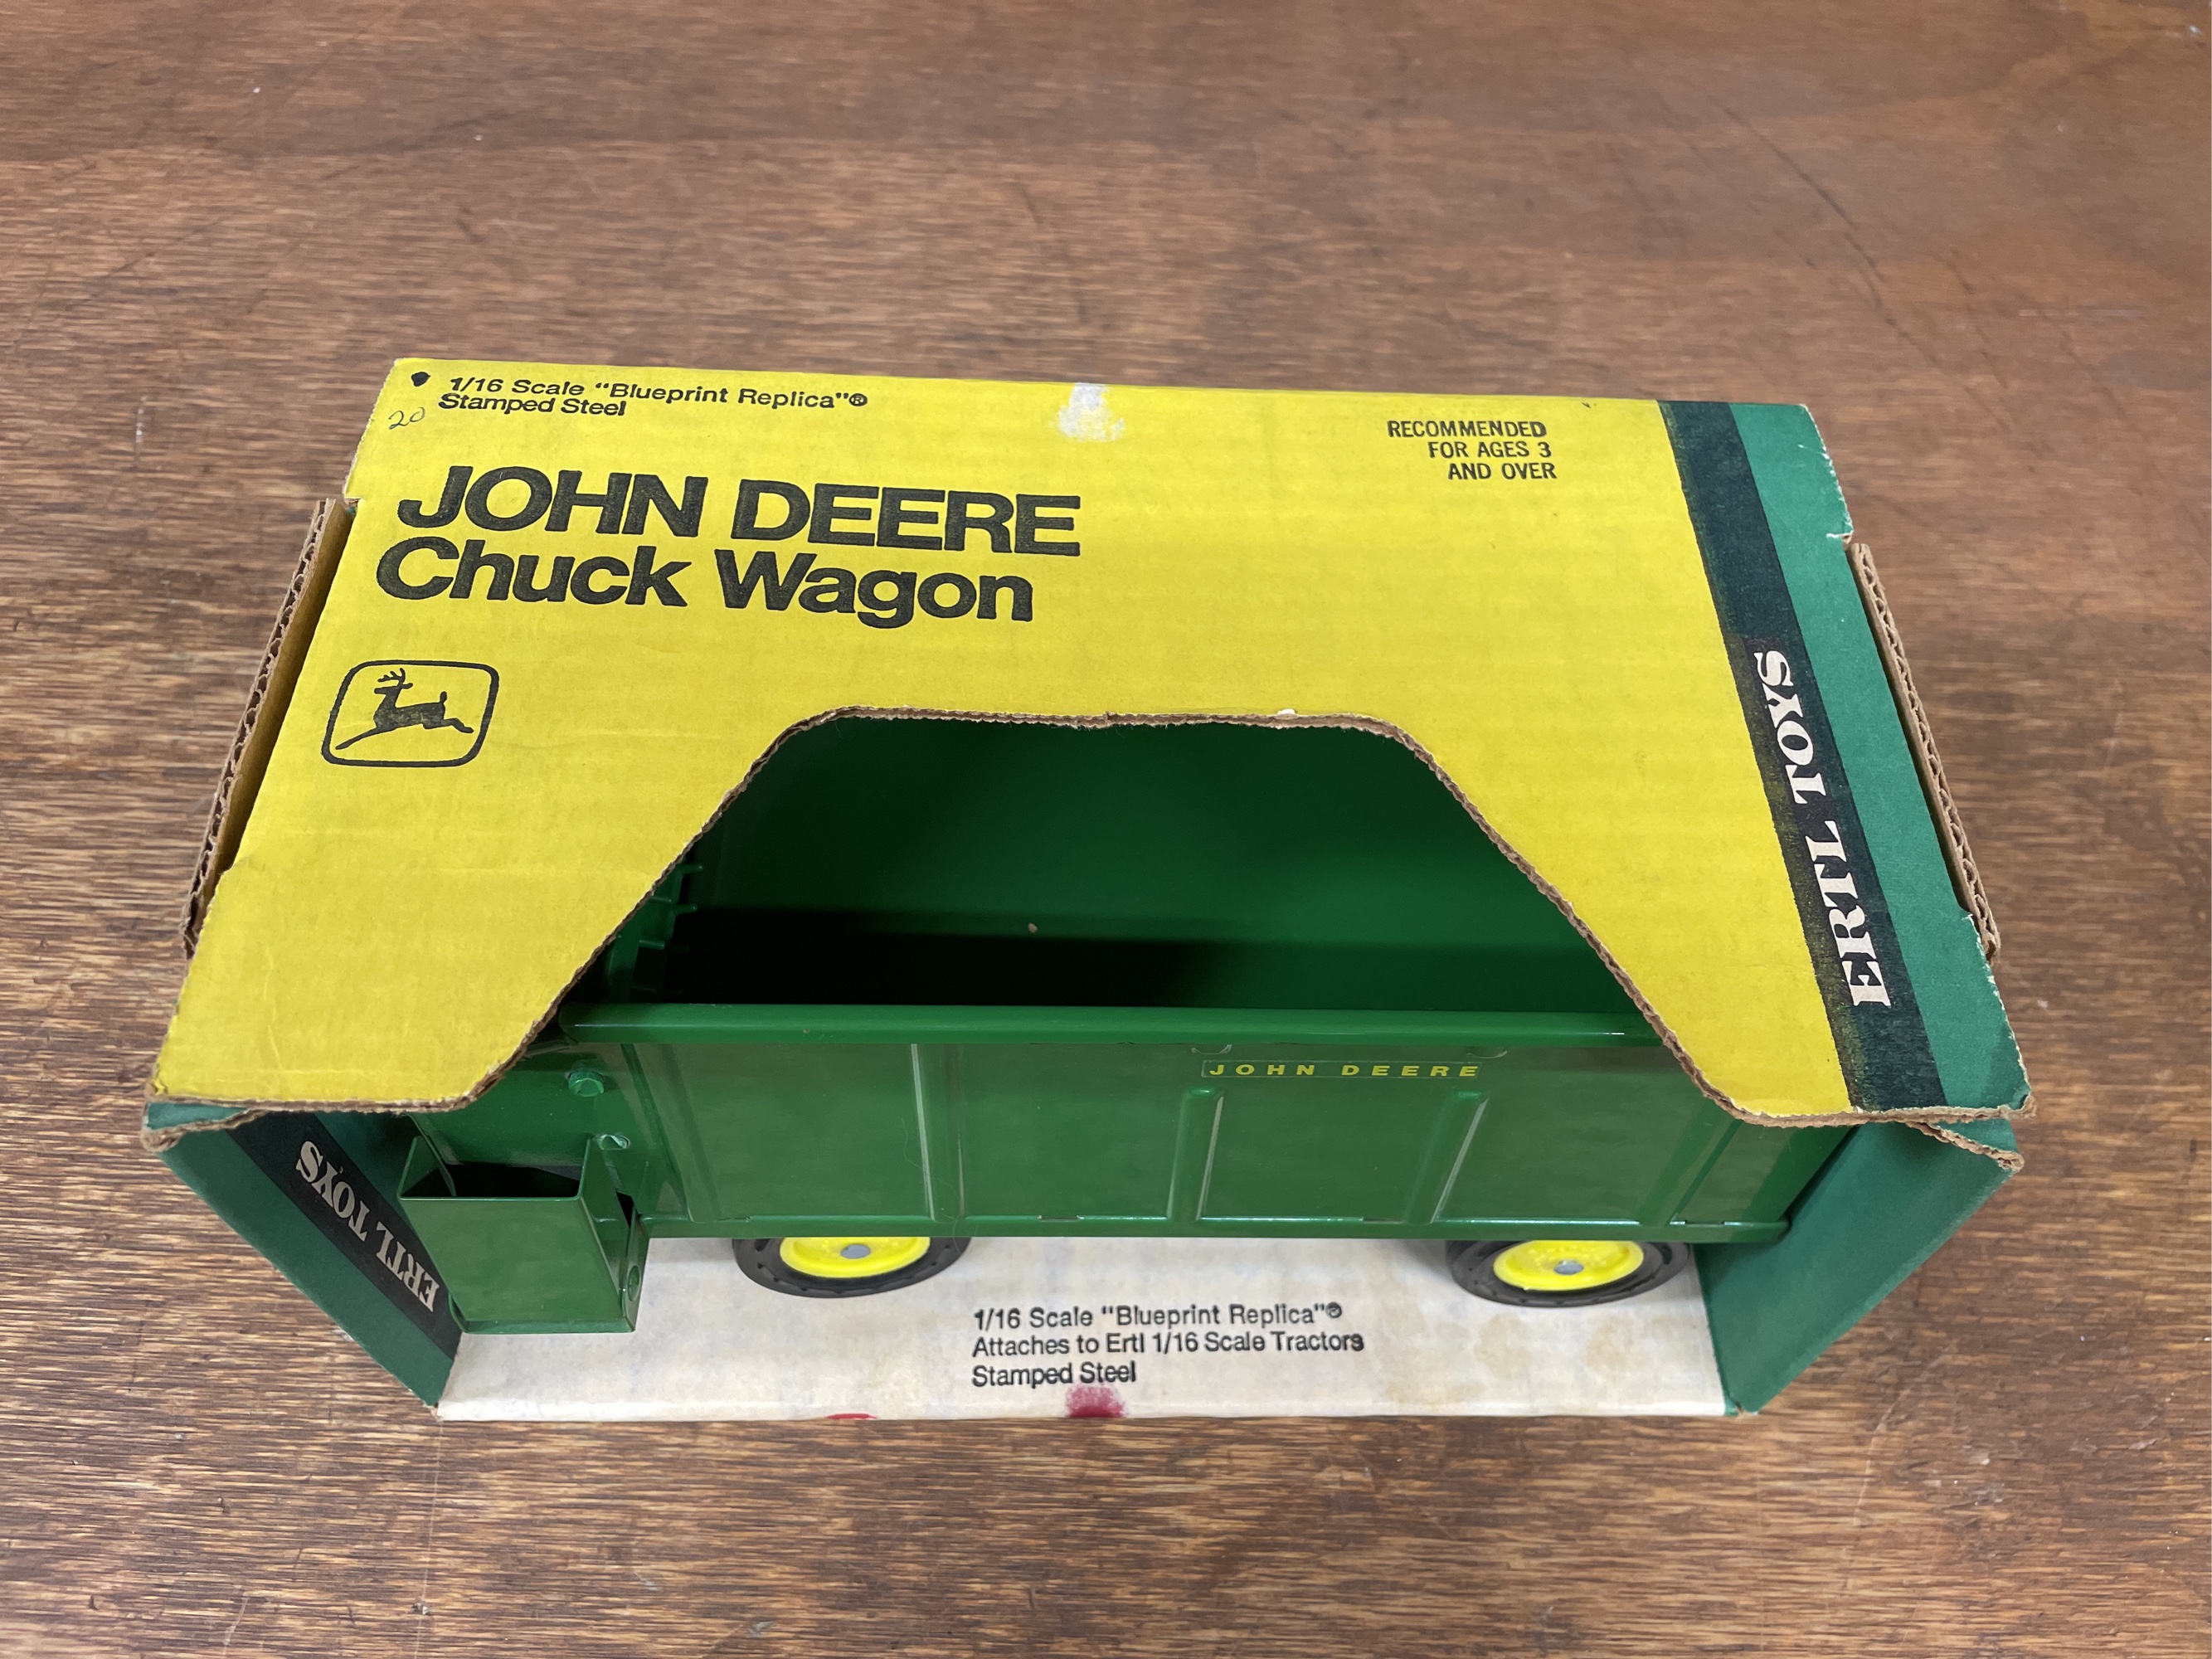 1/16 Scale "Blueprint Replica"®
Stamped Steel
20
RECOMMENDED
FOR AGES 3
AND OVER
JOHN DEERE
Chuck Wagon
ERTL TOYS
JOHN DEERE
ERTL TOYS
1/16 Scale "Blueprint Replica"®
Attaches to Ertl 1/16 Scale Tractors
Stamped Steel